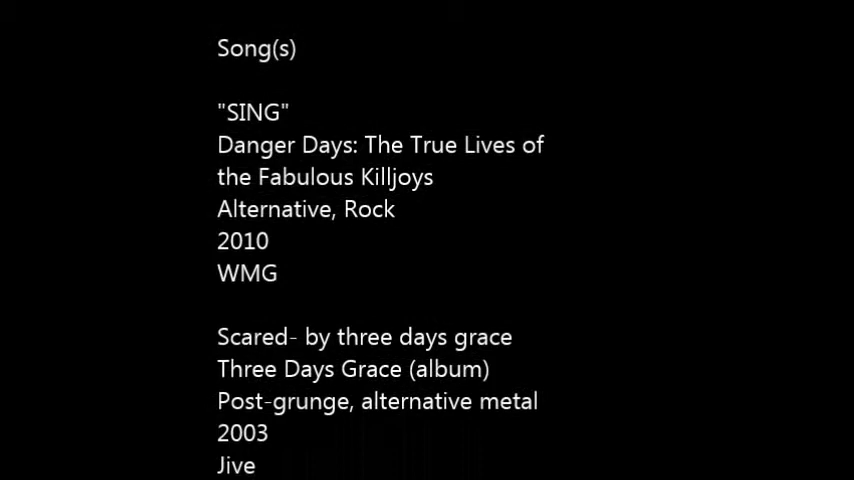 Song(s)
"SING"
Danger Days: The True Lives of
the Fabulous Killjoys
Alternative, Rock
2010
WMG
Scared- by three days grace
Three Days Grace (album)
Post-grunge, alternative metal
2003
Jive